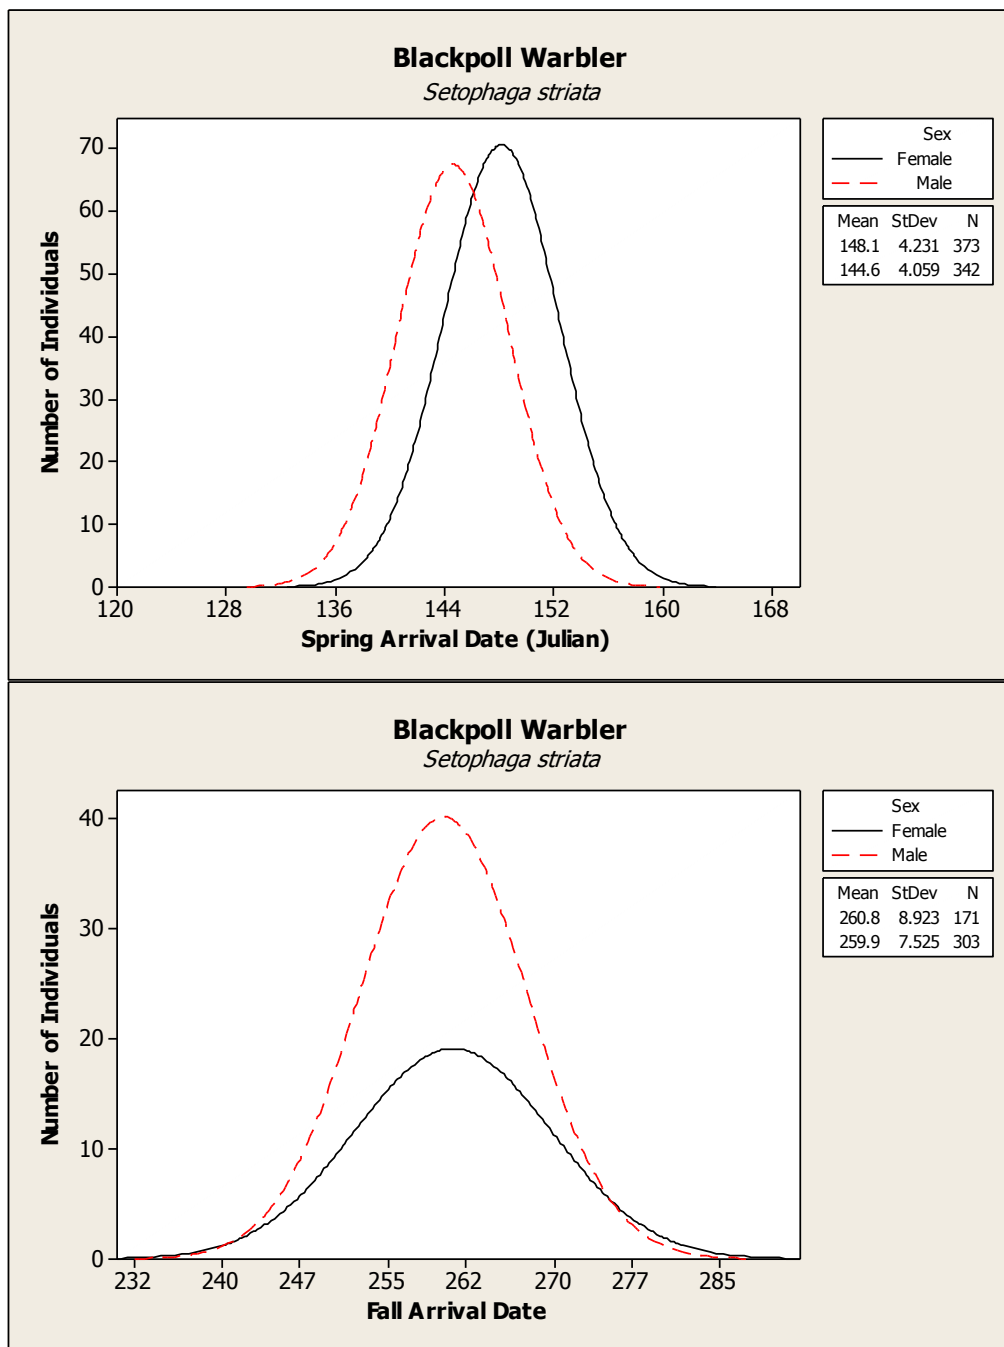 Blackpoll Warbler
Setophaga striata
70
60
50
40
30
20
10
0
Number of Individuals
120 128 136 144 152 160 168
Spring Arrival Date (Julian)
Sex
Female
Male
Mean StDev N
148.1 4.231 373
144.6 4.059 342
Blackpoll Warbler
Setophaga striata
40
30
20
10
0
Number of Individuals
232 240 247 255 262 270 277 285
Fall Arrival Date
Sex
Female
Male
Mean StDev N
260.8 8.923 171
259.9 7.525 303